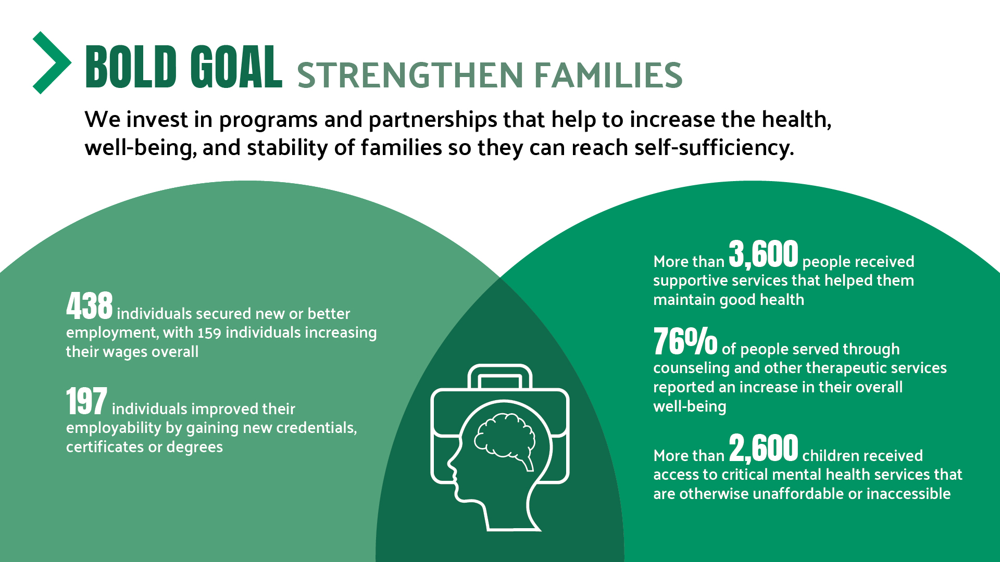 BOLD GOAL STRENGTHEN FAMILIES
We invest in programs and partnerships that help to increase the health,
well-being, and stability of families so they can reach self-sufficiency.
438 individuals secured new or better
employment, with 159 individuals increasing
their wages overall
197 individuals improved their
employability by gaining new credentials,
certificates or degrees
More than 3,600 people received
supportive services that helped them
maintain good health
76% of people served through
counseling and other therapeutic services
reported an increase in their overall
well-being
More than 2,600 children received
access to critical mental health services that
are otherwise unaffordable or inaccessible